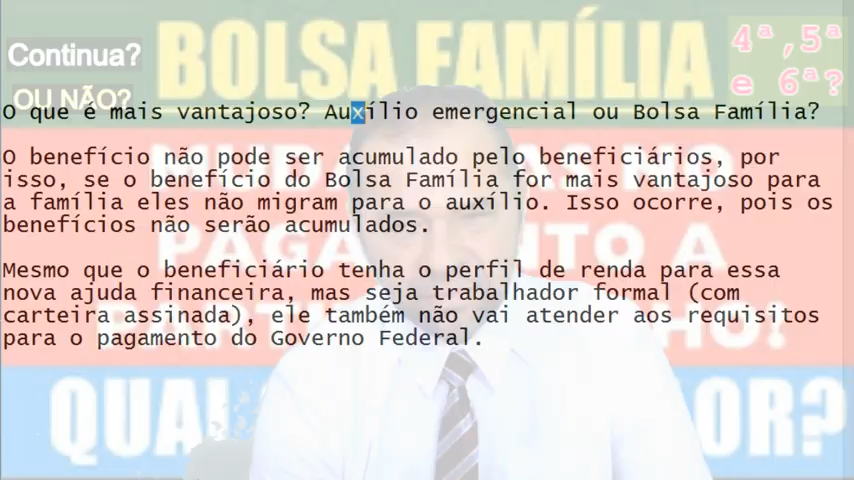 Continua?
OU NÃO?
BOLSA FAMÍLIA
4ª,5ª
e 6ª?
O que é mais vantajoso? Auxílio emergencial ou Bolsa Família?
O benefício não pode ser acumulado pelo beneficiários, por
isso, se o benefício do Bolsa Família for mais vantajoso para
a família eles não migram para o auxílio. Isso ocorre, pois os
benefícios não serão acumulados.
Mesmo que o beneficiário tenha o perfil de renda para essa
nova ajuda financeira, mas seja trabalhador formal (com
carteira assinada), ele também não vai atender aos requisitos
para o pagamento do Governo Federal.
QUAL